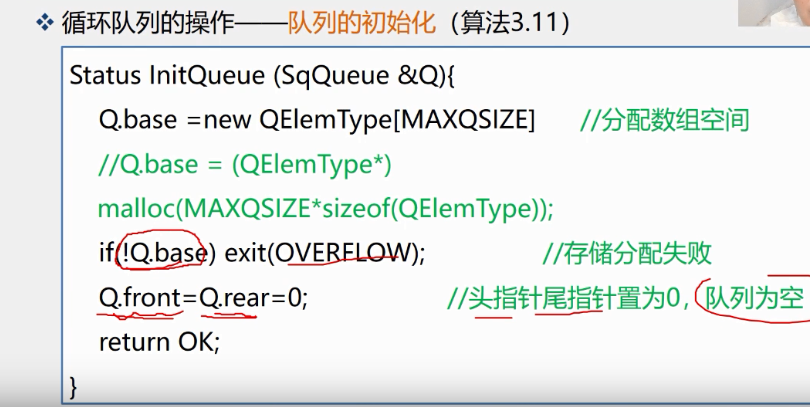 循环队列的操作——队列的初始化（算法3.11）
Status InitQueue (SqQueue &Q){
Q.base =new QElemType[MAXQSIZE] //分配数组空间
//Q.base = (QElemType*)
malloc(MAXQSIZE*sizeof(QElemType));
if(!Q.base) exit(OVERFLOW); //存储分配失败
Q.front=Q.rear=0; //头指针尾指针置为0，队列为空
return OK;
}